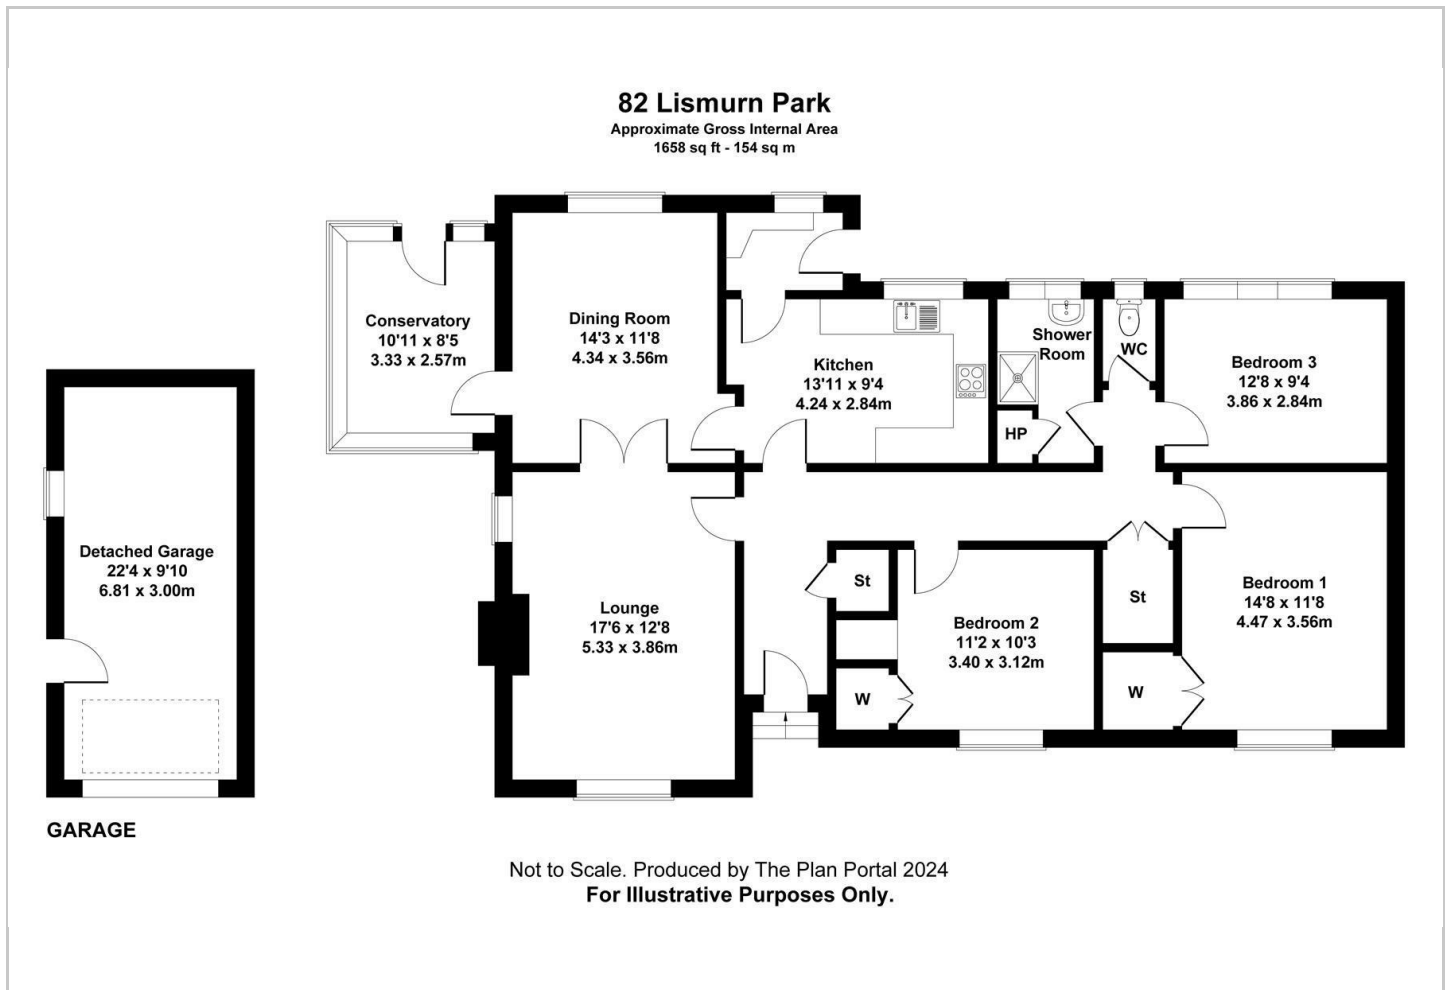 82 Lismurn Park
Approximate Gross Internal Area
1658 sq ft - 154 sq m
Conservatory
10'11 x 8'5
3.33 x 2.57m
Dining Room
14'3 x 11'8
4.34 x 3.56m
Kitchen
13'11 x 9'4
4.24 x 2.84m
Shower
Room
HP
WC
Bedroom 3
12'8 x 9'4
3.86 x 2.84m
Detached Garage
22'4 x 9'10
6.81 x 3.00m
Lounge
17'6 x 12'8
5.33 x 3.86m
St
W
Bedroom 2
11'2 x 10'3
3.40 x 3.12m
St
W
Bedroom 1
14'8 x 11'8
4.47 x 3.56m
GARAGE
Not to Scale. Produced by The Plan Portal 2024
For Illustrative Purposes Only.